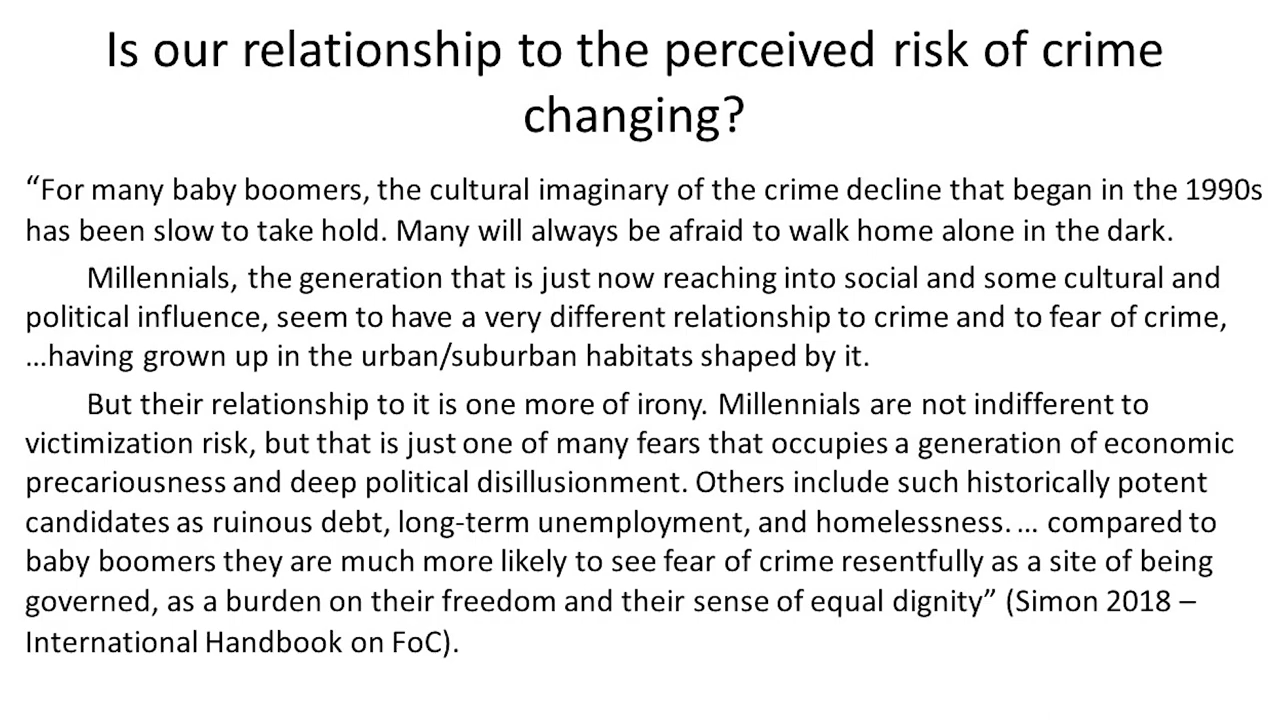 Is our relationship to the perceived risk of crime
changing?
“For many baby boomers, the cultural imaginary of the crime decline that began in the 1990s
has been slow to take hold. Many will always be afraid to walk home alone in the dark.
Millennials, the generation that is just now reaching into social and some cultural and
political influence, seem to have a very different relationship to crime and to fear of crime,
…having grown up in the urban/suburban habitats shaped by it.
But their relationship to it is one more of irony. Millennials are not indifferent to
victimization risk, but that is just one of many fears that occupies a generation of economic
precariousness and deep political disillusionment. Others include such historically potent
candidates as ruinous debt, long-term unemployment, and homelessness. … compared to
baby boomers they are much more likely to see fear of crime resentfully as a site of being
governed, as a burden on their freedom and their sense of equal dignity” (Simon 2018 –
International Handbook on FoC).